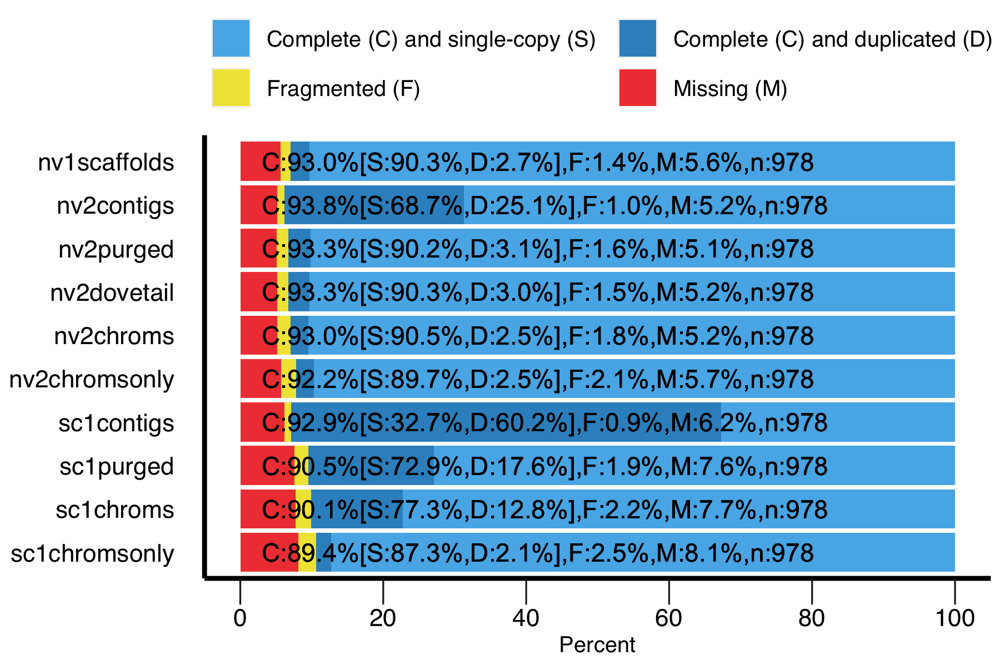 Complete (C) and single-copy (S) Complete (C) and duplicated (D)
Fragmented (F) Missing (M)
nv1scaffolds C:93.0%[S:90.3%,D:2.7%],F:1.4%,M:5.6%,n:978
nv2contigs C:93.8%[S:68.7%,D:25.1%],F:1.0%,M:5.2%,n:978
nv2purged C:93.3%[S:90.2%,D:3.1%],F:1.6%,M:5.1%,n:978
nv2dovetail C:93.3%[S:90.3%,D:3.0%],F:1.5%,M:5.2%,n:978
nv2chroms C:93.0%[S:90.5%,D:2.5%],F:1.8%,M:5.2%,n:978
nv2chromsonly C:92.2%[S:89.7%,D:2.5%],F:2.1%,M:5.7%,n:978
sc1contigs C:92.9%[S:32.7%,D:60.2%],F:0.9%,M:6.2%,n:978
sc1purged C:90.5%[S:72.9%,D:17.6%],F:1.9%,M:7.6%,n:978
sc1chroms C:90.1%[S:77.3%,D:12.8%],F:2.2%,M:7.7%,n:978
sc1chromsonly C:89.4%[S:87.3%,D:2.1%],F:2.5%,M:8.1%,n:978
0 20 40 60 80 100
Percent